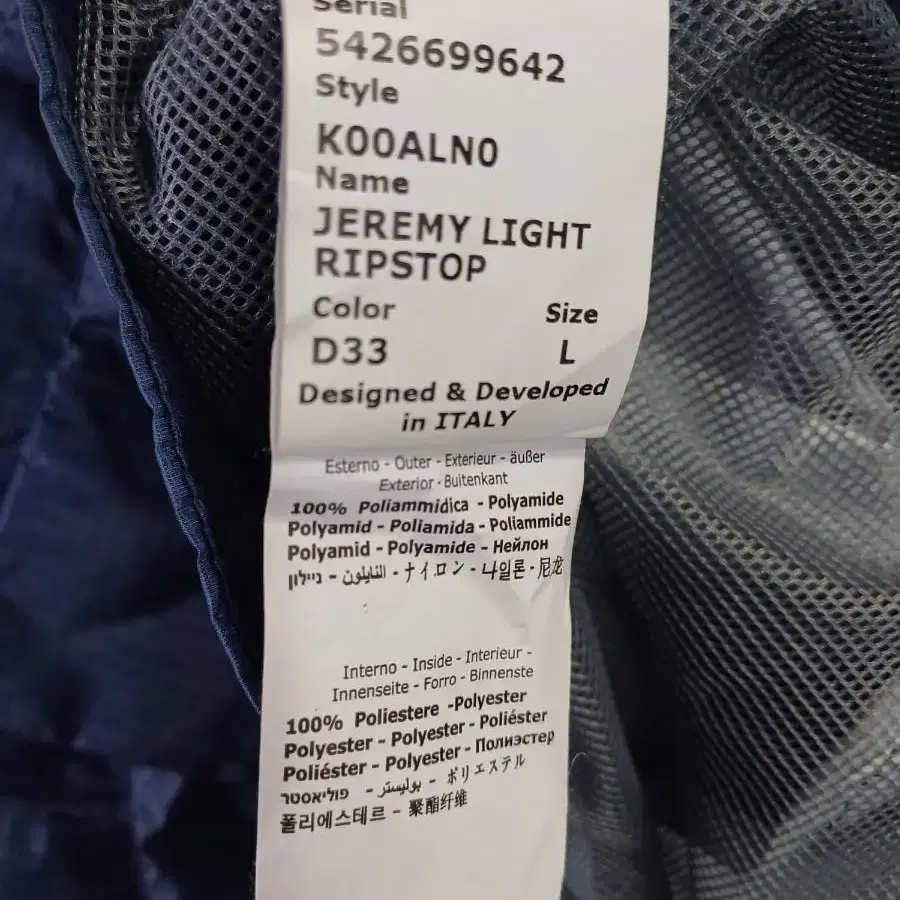 Serial
5426699642
Style
K00ALN0
Name
JEREMY LIGHT
RIPSTOP
Color Size
D33 L
Designed & Developed
in ITALY
Esterno - Outer - Exterieur - äußer
Exterior - Buitenkant
100% Poliammidica - Polyamide
Polyamid - Poliamida - Poliammide
Polyamid - Polyamide - Нейлон
ניילון - النايلون - ナイロン - 나일론 - 尼龙
Interno - Inside - Interieur -
Innenseite - Forro - Binnenste
100% Poliestere -Polyester
Polyester - Polyester - Poliéster
Poliéster - Polyester - Полиэстер
פוליאסטר - بوليستر - ポリエステル
폴리에스테르 - 聚酯纤维